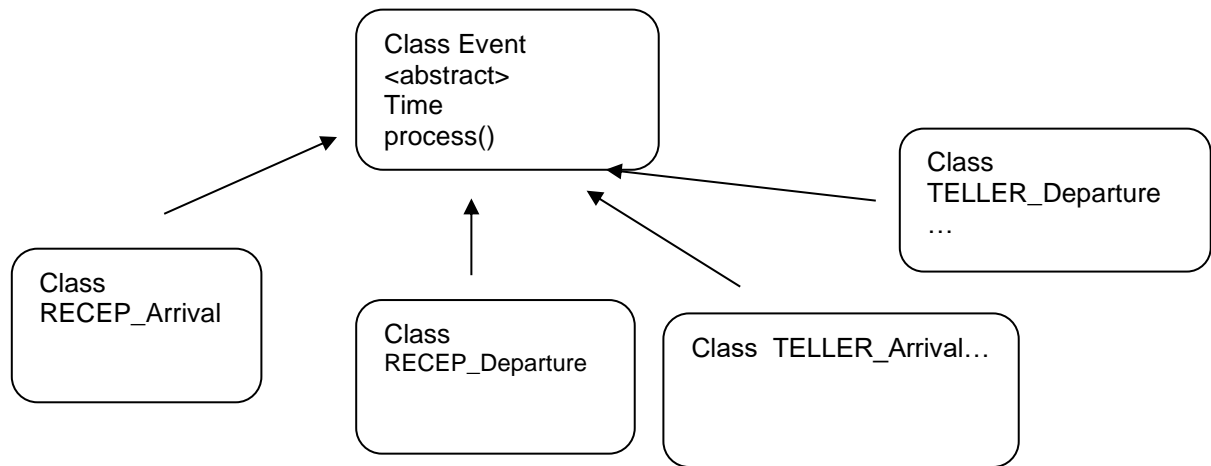 Class Event
<abstract>
Time
process()
Class
TELLER_Departure
…
Class
RECEP_Arrival
Class
RECEP_Departure
Class TELLER_Arrival…